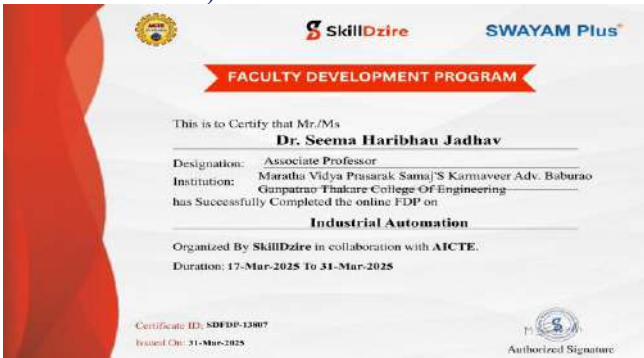 AICTE
SkillDzire
SWAYAM Plus
FACULTY DEVELOPMENT PROGRAM
This is to Certify that Mr./Ms
Dr. Seema Haribhau Jadhav
Designation: Associate Professor
Institution: Maratha Vidya Prasarak Samaj'S Karmaveer Adv. Baburao
Ganpatrao Thakare College Of Engineering
has Successfully Completed the online FDP on
Industrial Automation
Organized By SkillDzire in collaboration with AICTE.
Duration: 17-Mar-2025 To 31-Mar-2025
Certificate ID: SDFDP-13807
Issued On: 31-Mar-2025
Authorized Signature